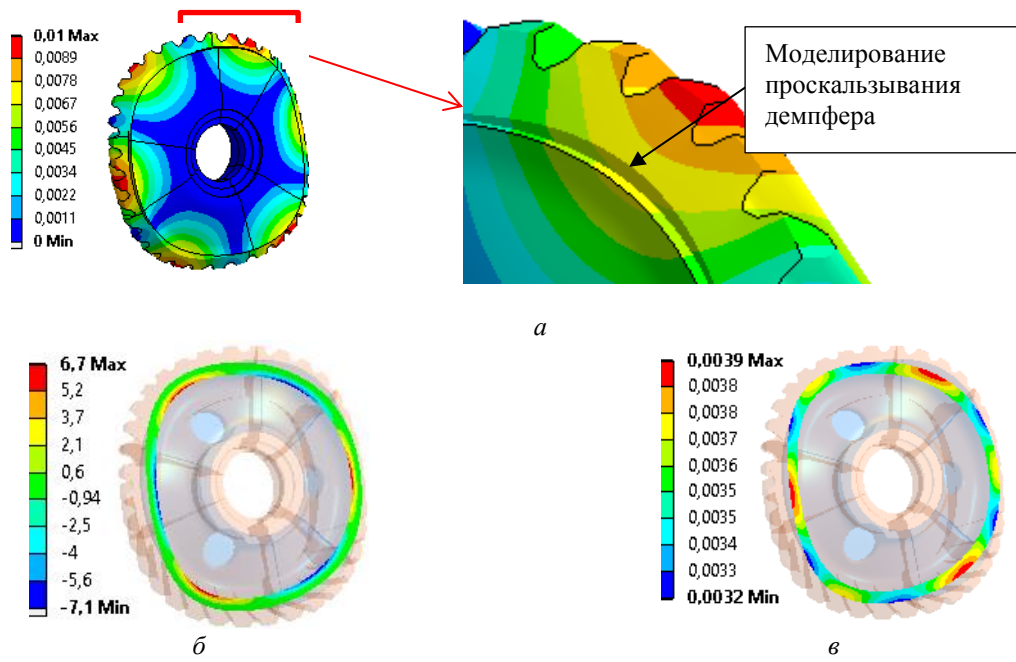 0,01 Max
0,0089
0,0078
0,0067
0,0056
0,0045
0,0034
0,0022
0,0011
0 Min
Моделирование
проскальзывания
демпфера
а
6,7 Max
5,2
3,7
2,1
0,6
-0,94
-2,5
-4
-5,6
-7,1 Min
б
0,0039 Max
0,0038
0,0038
0,0037
0,0036
0,0035
0,0035
0,0034
0,0033
0,0032 Min
в